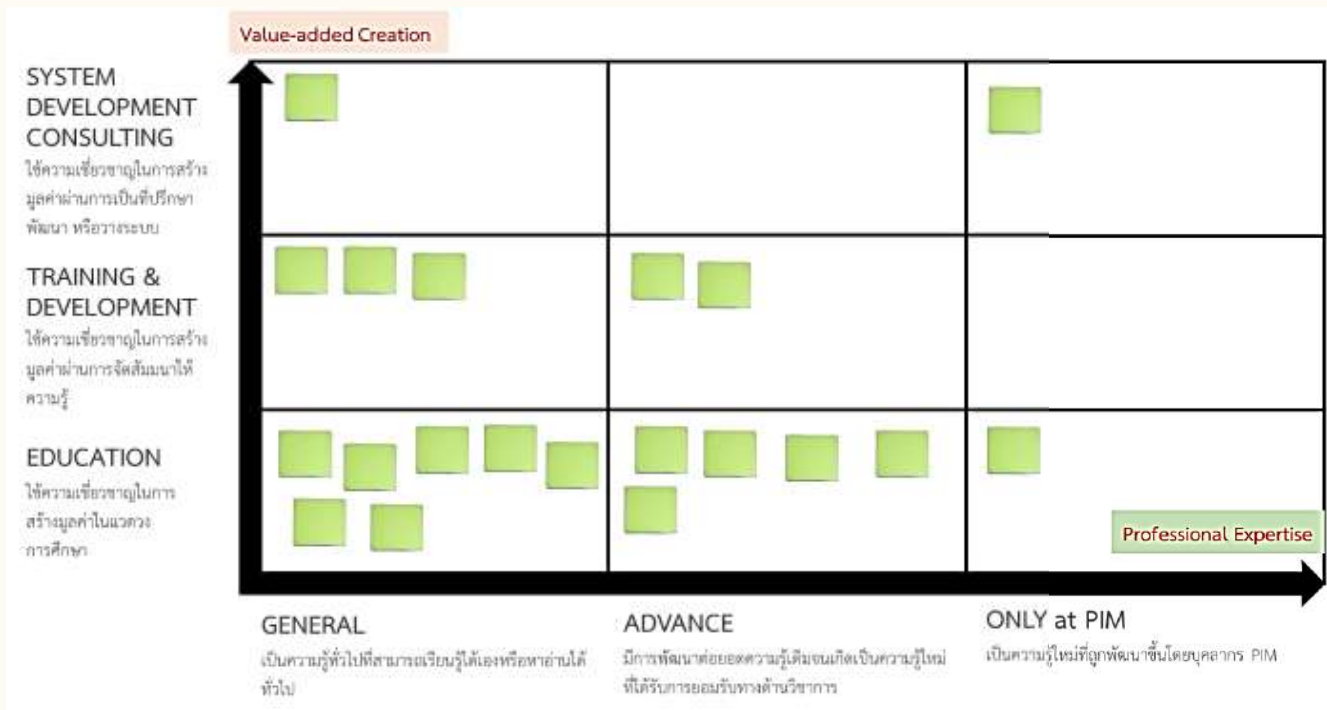 Value-added Creation
SYSTEM
DEVELOPMENT
CONSULTING
ใช้ความเชี่ยวชาญในการสร้าง
มูลค่าผ่านการเป็นที่ปรึกษา
พัฒนา หรือวางระบบ
TRAINING &
DEVELOPMENT
ใช้ความเชี่ยวชาญในการสร้าง
มูลค่าผ่านการจัดสัมมนาให้
ความรู้
EDUCATION
ใช้ความเชี่ยวชาญในการ
สร้างมูลค่าในแวดวง
การศึกษา
Professional Expertise
GENERAL
เป็นความรู้ทั่วไปที่สามารถเรียนรู้ได้เองหรือหาอ่านได้
ทั่วไป
ADVANCE
มีการพัฒนาต่อยอดความรู้เดิมจนเกิดเป็นความรู้ใหม่
ที่ได้รับการยอมรับทางด้านวิชาการ
ONLY at PIM
เป็นความรู้ใหม่ที่ถูกพัฒนาขึ้นโดยบุคลากร PIM